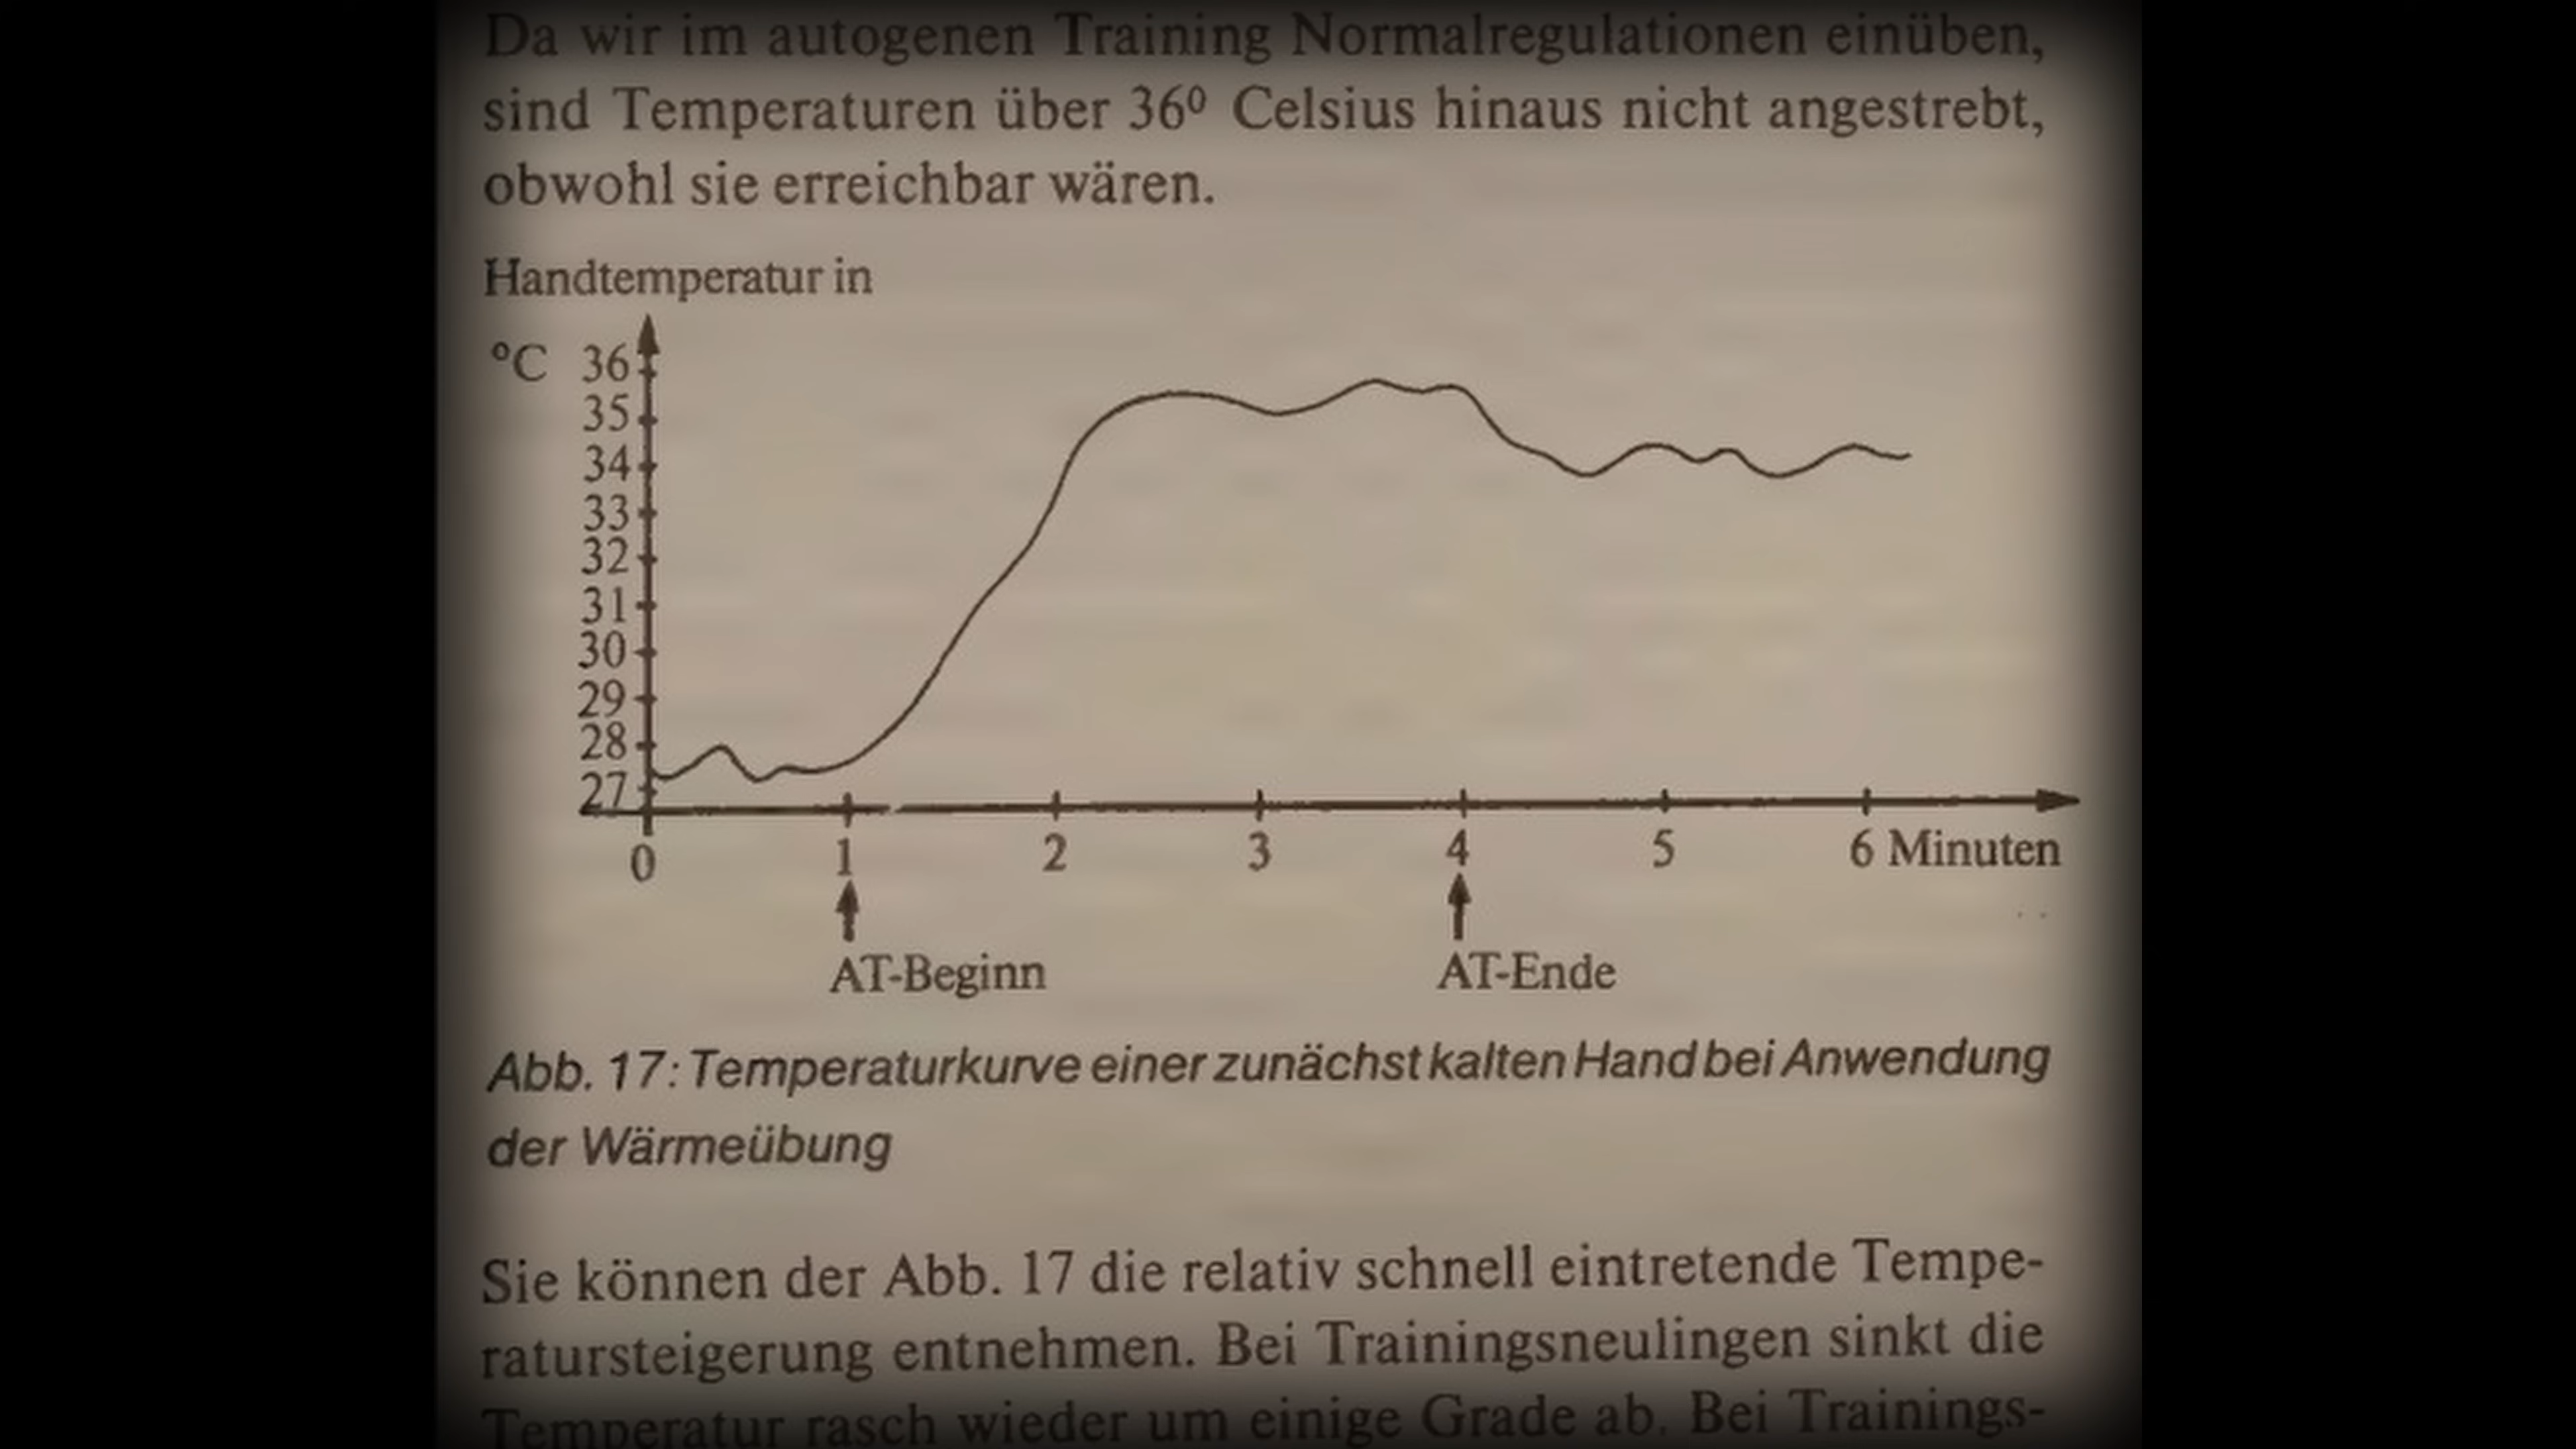 Da wir im autogenen Training Normalregulationen einüben,
sind Temperaturen über 36⁰ Celsius hinaus nicht angestrebt,
obwohl sie erreichbar wären.
Handtemperatur in
°C 36
35
34
33
32
31
30
29
28
27
0 1 2 3 4 5 6 Minuten
AT-Beginn AT-Ende
Abb. 17: Temperaturkurve einer zunächst kalten Hand bei Anwendung
der Wärmeübung
Sie können der Abb. 17 die relativ schnell eintretende Tempe-
ratursteigerung entnehmen. Bei Trainingsneulingen sinkt die
Temperatur rasch wieder um einige Grade ab. Bei Trainings-